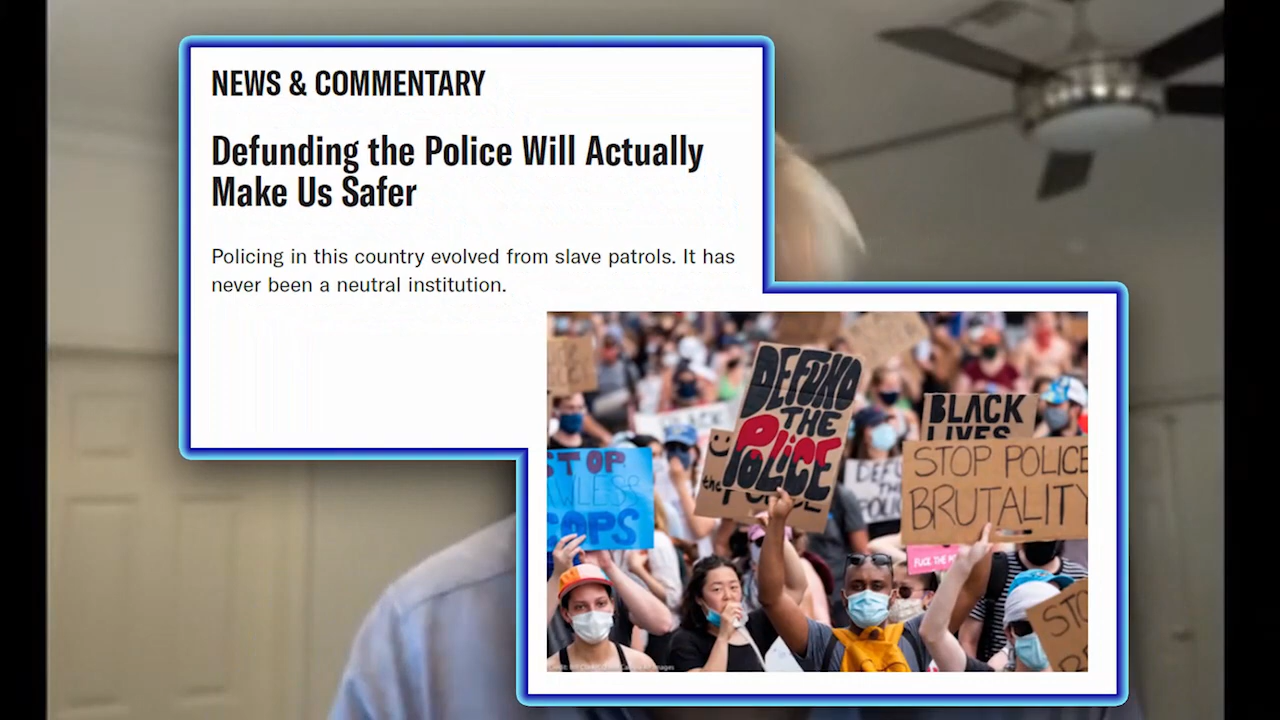 NEWS & COMMENTARY
Defunding the Police Will Actually
Make Us Safer
Policing in this country evolved from slave patrols. It has
never been a neutral institution.
DEFUND
THE
POLICE
the
BLACK
LIVES
STOP POLICE
BRUTALITY
STOP
COPS